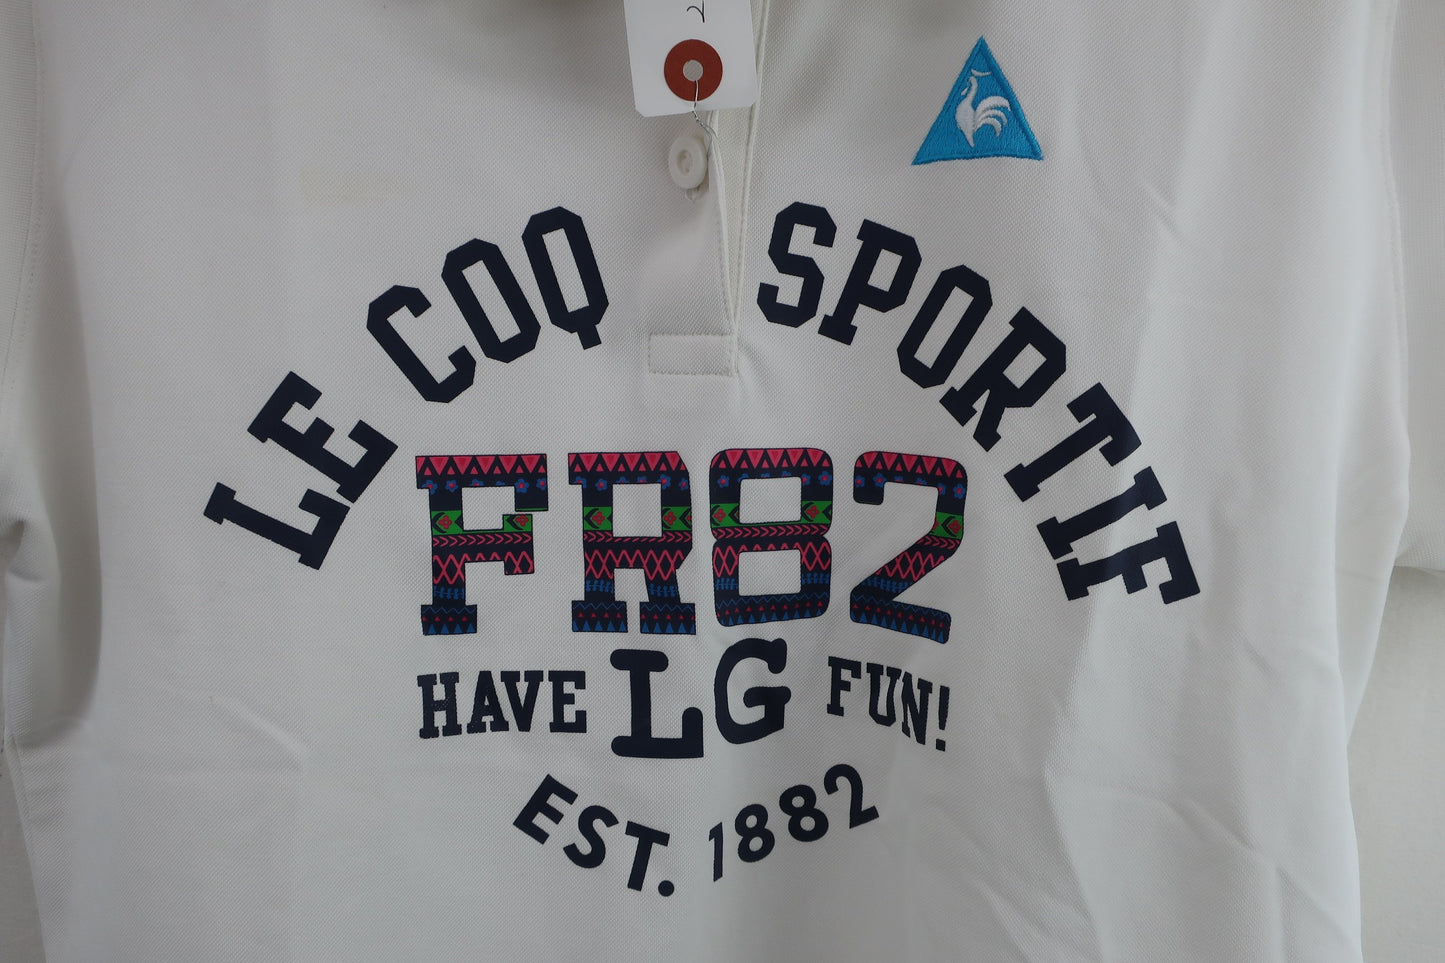 LE COQ SPORTIF
FR82
HAVE LG FUN!
EST. 1882